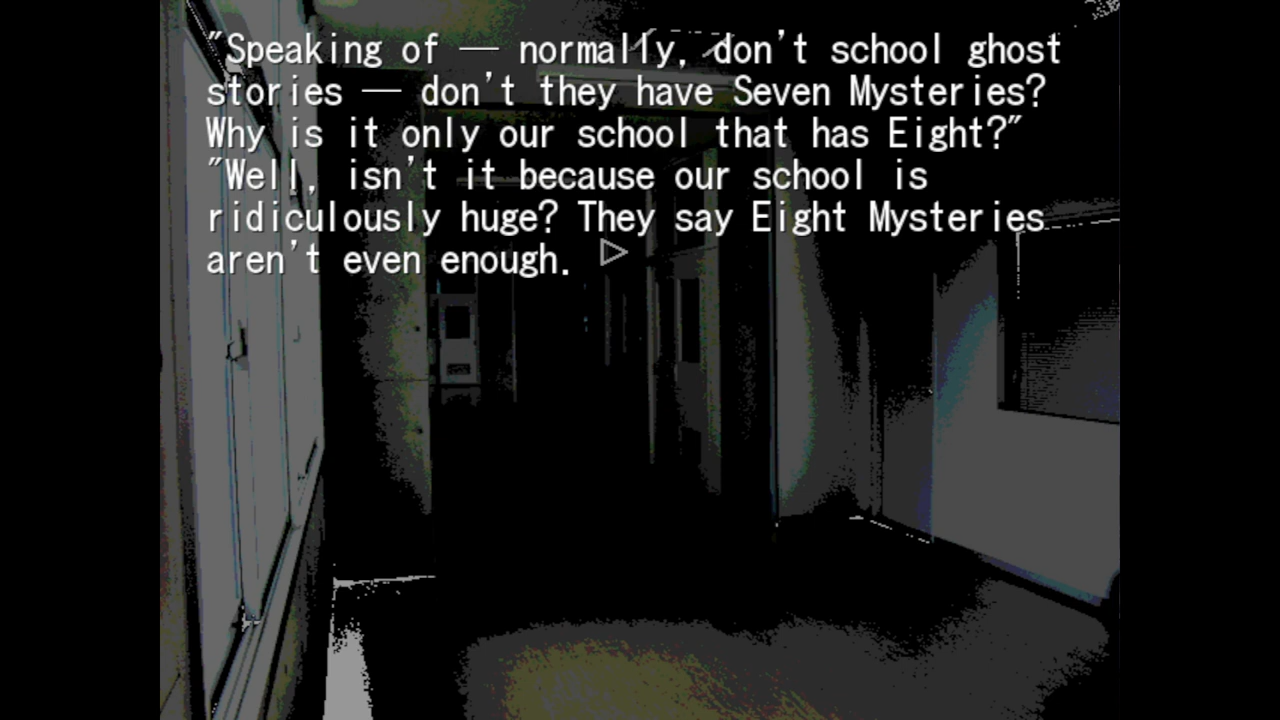 "Speaking of — normally, don't school ghost
stories — don't they have Seven Mysteries?
Why is it only our school that has Eight?"
"Well, isn't it because our school is
ridiculously huge? They say Eight Mysteries
aren't even enough.